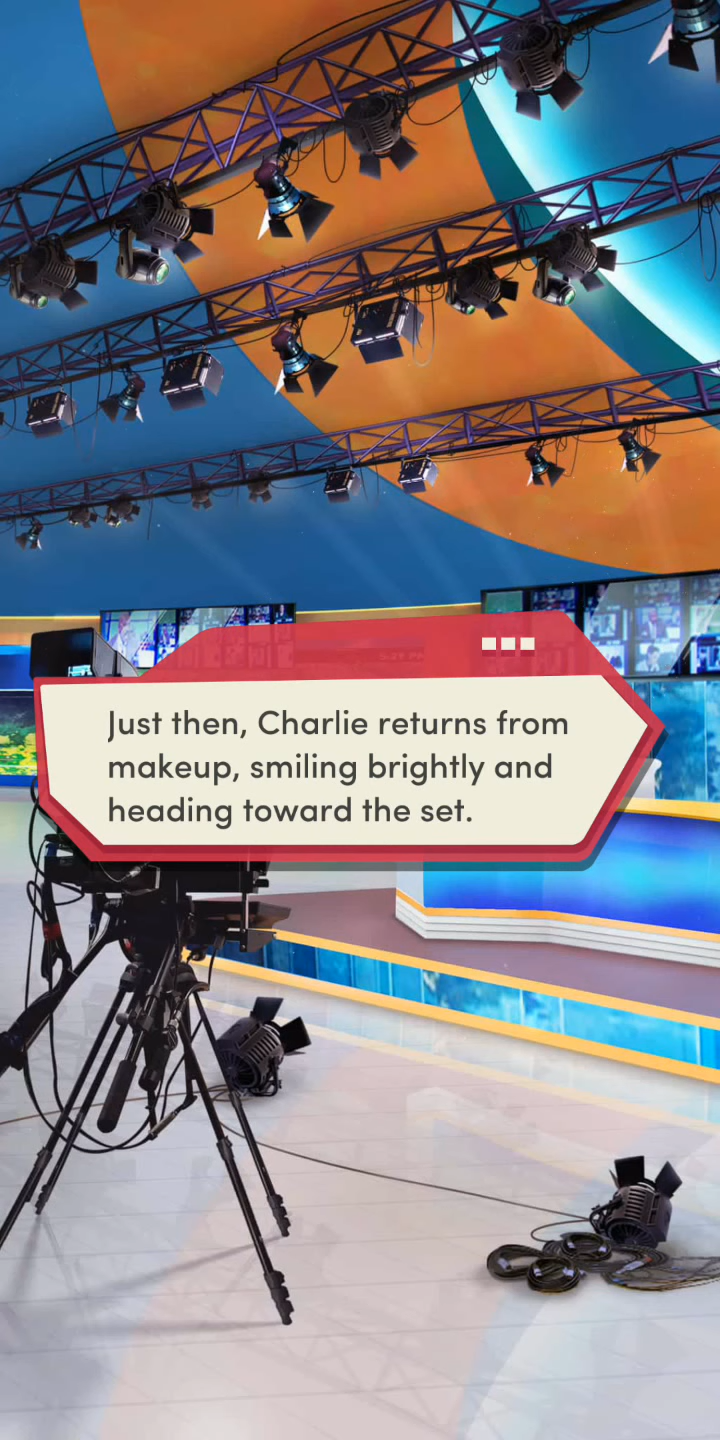 Just then, Charlie returns from
makeup, smiling brightly and
heading toward the set.